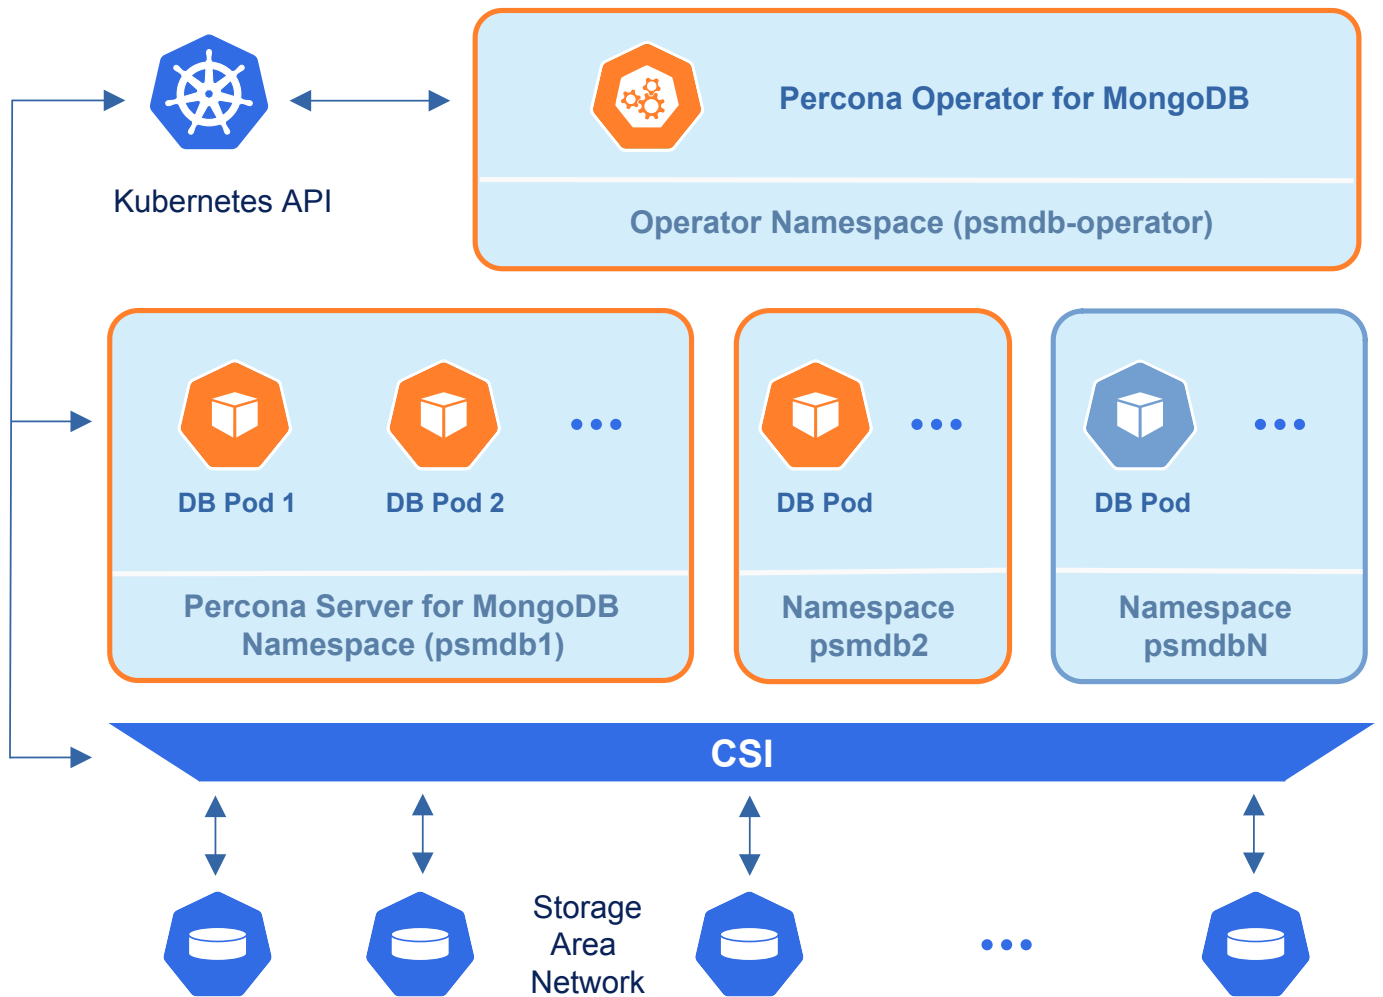 Percona Operator for MongoDB
Kubernetes API
Operator Namespace (psmdb-operator)
DB Pod 1
DB Pod 2
DB Pod
DB Pod
Percona Server for MongoDB
Namespace (psmdb1)
Namespace
psmdb2
Namespace
psmdbN
CSI
Storage
Area
Network